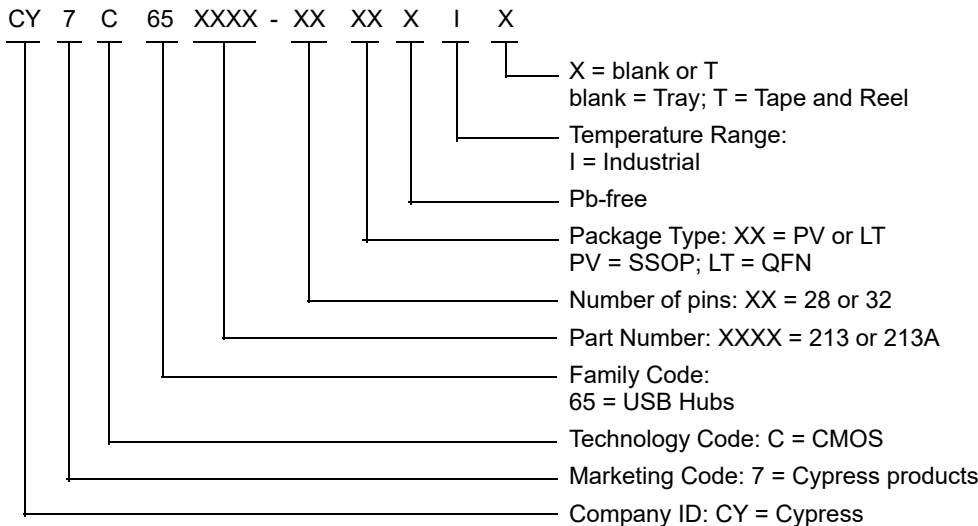 CY 7 C 65 XXXX - XX XX X I X
X = blank or T
blank = Tray; T = Tape and Reel
Temperature Range:
I = Industrial
Pb-free
Package Type: XX = PV or LT
PV = SSOP; LT = QFN
Number of pins: XX = 28 or 32
Part Number: XXXX = 213 or 213A
Family Code:
65 = USB Hubs
Technology Code: C = CMOS
Marketing Code: 7 = Cypress products
Company ID: CY = Cypress